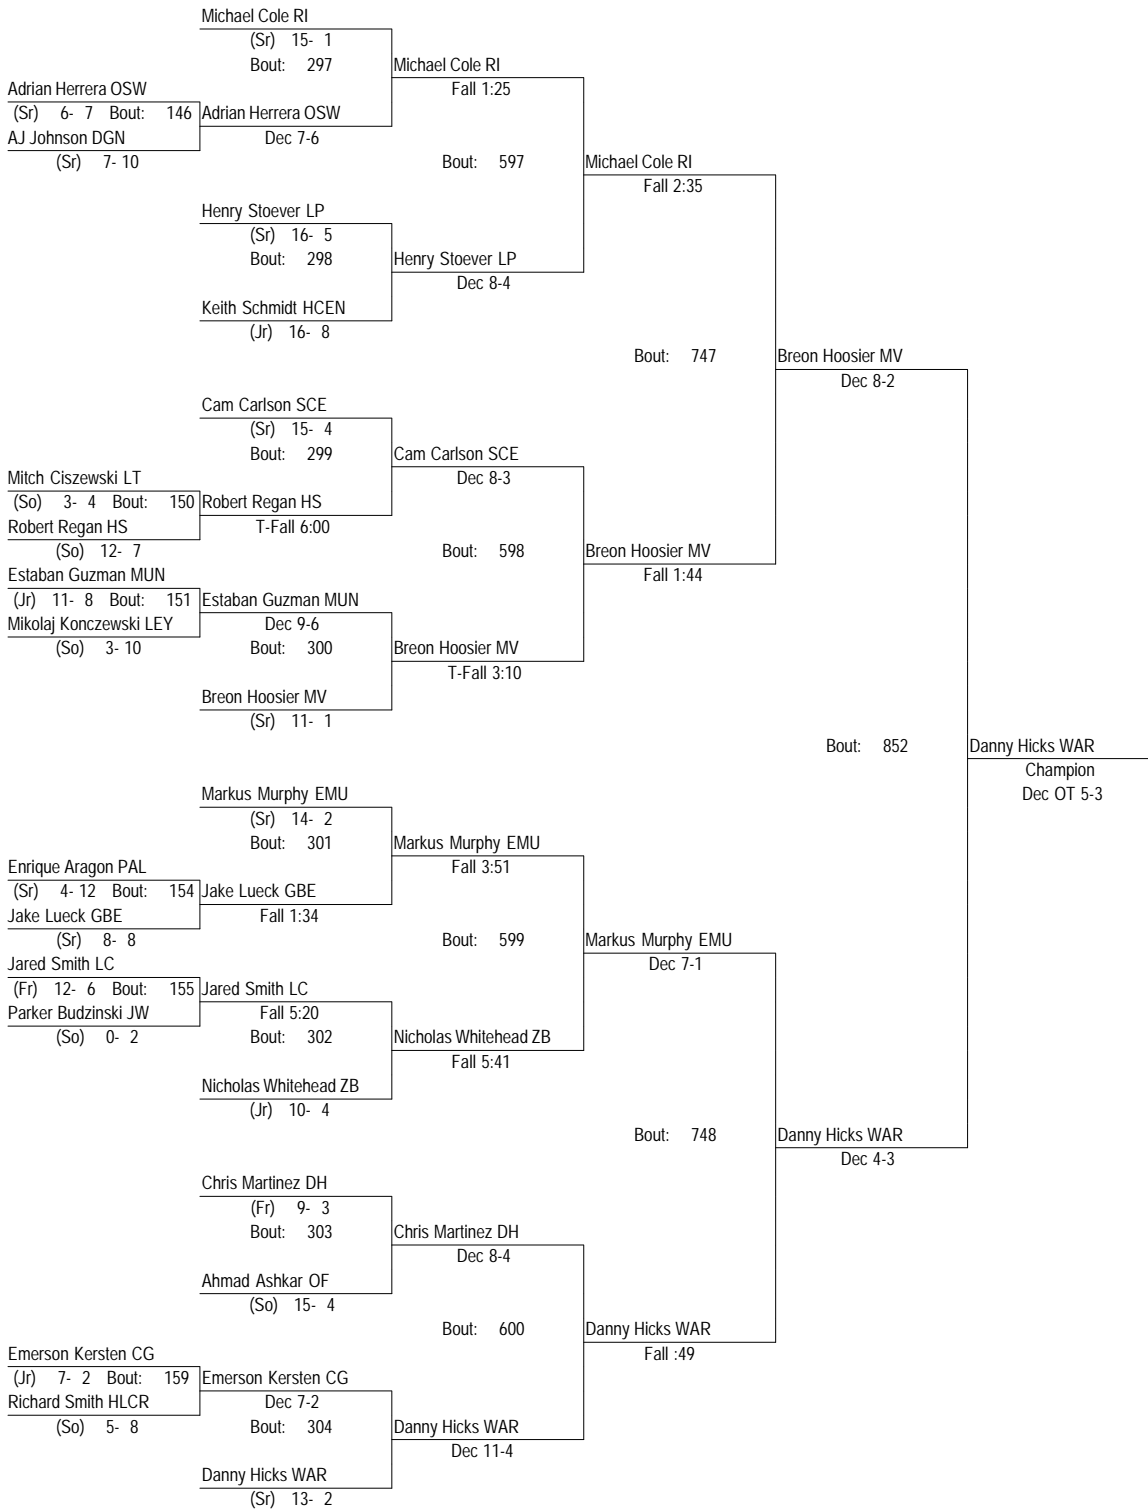 Michael Cole RI
(Sr) 15- 1
Bout: 297
Michael Cole RI
Fall 1:25
Adrian Herrera OSW
(Sr) 6- 7 Bout: 146
Adrian Herrera OSW
AJ Johnson DGN
Dec 7-6
(Sr) 7- 10
Bout: 597
Michael Cole RI
Fall 2:35
Henry Stoever LP
(Sr) 16- 5
Bout: 298
Henry Stoever LP
Dec 8-4
Keith Schmidt HCEN
(Jr) 16- 8
Bout: 747
Breon Hoosier MV
Dec 8-2
Cam Carlson SCE
(Sr) 15- 4
Bout: 299
Cam Carlson SCE
Dec 8-3
Mitch Ciszewski LT
(So) 3- 4 Bout: 150
Robert Regan HS
Robert Regan HS
T-Fall 6:00
(So) 12- 7
Bout: 598
Breon Hoosier MV
Fall 1:44
Estaban Guzman MUN
(Jr) 11- 8 Bout: 151
Estaban Guzman MUN
Mikolaj Konczewski LEY
Dec 9-6
(So) 3- 10
Bout: 300
Breon Hoosier MV
T-Fall 3:10
Breon Hoosier MV
(Sr) 11- 1
Bout: 852
Danny Hicks WAR
Champion
Dec OT 5-3
Markus Murphy EMU
(Sr) 14- 2
Bout: 301
Markus Murphy EMU
Fall 3:51
Enrique Aragon PAL
(Sr) 4- 12 Bout: 154
Jake Lueck GBE
Jake Lueck GBE
Fall 1:34
(Sr) 8- 8
Bout: 599
Markus Murphy EMU
Dec 7-1
Jared Smith LC
(Fr) 12- 6 Bout: 155
Jared Smith LC
Parker Budzinski JW
Fall 5:20
(So) 0- 2
Bout: 302
Nicholas Whitehead ZB
Fall 5:41
Nicholas Whitehead ZB
(Jr) 10- 4
Bout: 748
Danny Hicks WAR
Dec 4-3
Chris Martinez DH
(Fr) 9- 3
Bout: 303
Chris Martinez DH
Dec 8-4
Ahmad Ashkar OF
(So) 15- 4
Bout: 600
Danny Hicks WAR
Fall :49
Emerson Kersten CG
(Jr) 7- 2 Bout: 159
Emerson Kersten CG
Richard Smith HLCR
Dec 7-2
(So) 5- 8
Bout: 304
Danny Hicks WAR
Dec 11-4
Danny Hicks WAR
(Sr) 13- 2